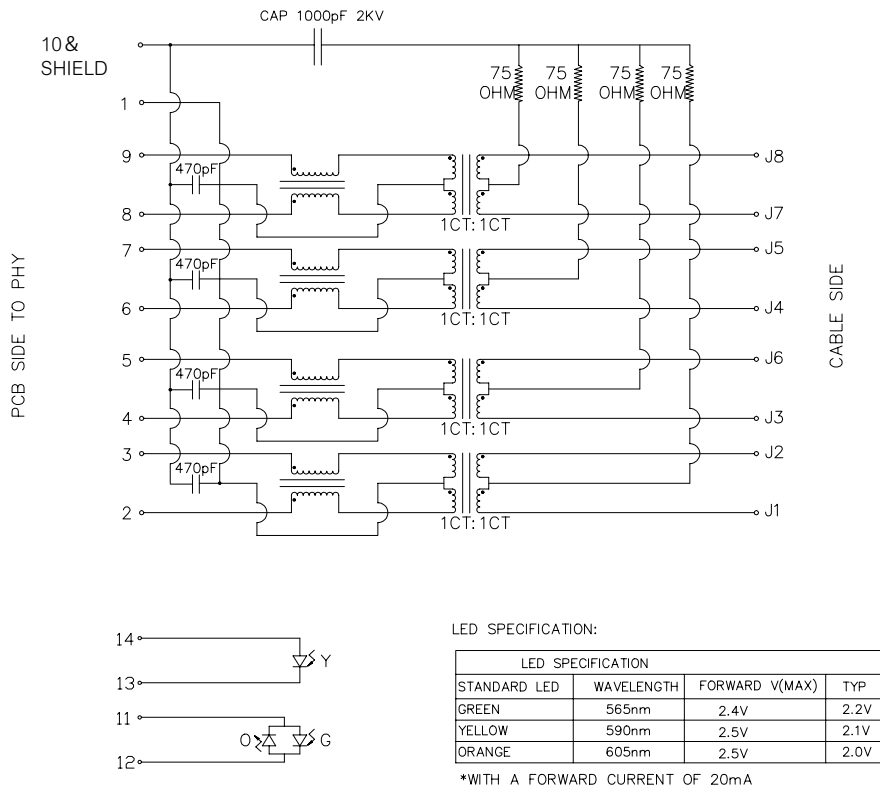 CAP 1000pF 2KV
10&
SHIELD
75
OHM
75
OHM
75
OHM
75
OHM
1
9
470pF
J8
8
1CT:1CT
J7
7
470pF
J5
6
1CT:1CT
J4
5
470pF
J6
4
1CT:1CT
J3
3
470pF
J2
2
1CT:1CT
J1
PCB SIDE TO PHY
CABLE SIDE
14
Y
13
11
O
G
12
LED SPECIFICATION:
LED SPECIFICATION
STANDARD LED WAVELENGTH FORWARD V(MAX) TYP
GREEN 565nm 2.4V 2.2V
YELLOW 590nm 2.5V 2.1V
ORANGE 605nm 2.5V 2.0V
*WITH A FORWARD CURRENT OF 20mA